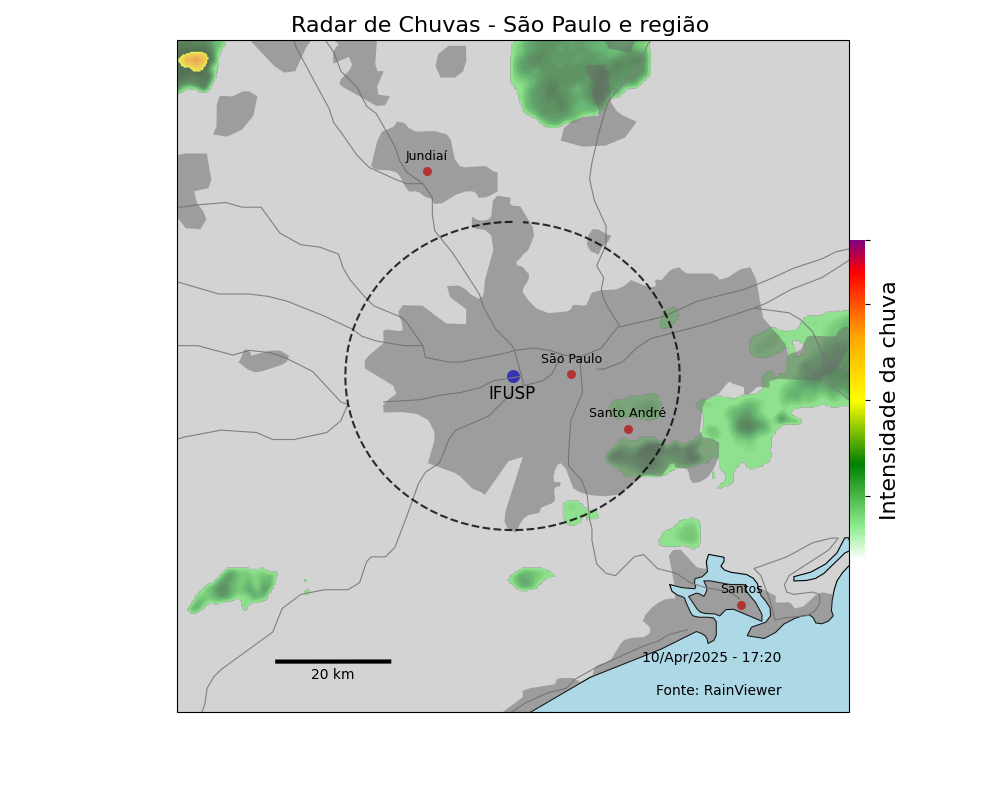 Radar de Chuvas - São Paulo e região
Jundiaí
São Paulo
IFUSP
Santo André
Intensidade da chuva
Santos
10/Apr/2025 - 17:20
20 km
Fonte: RainViewer